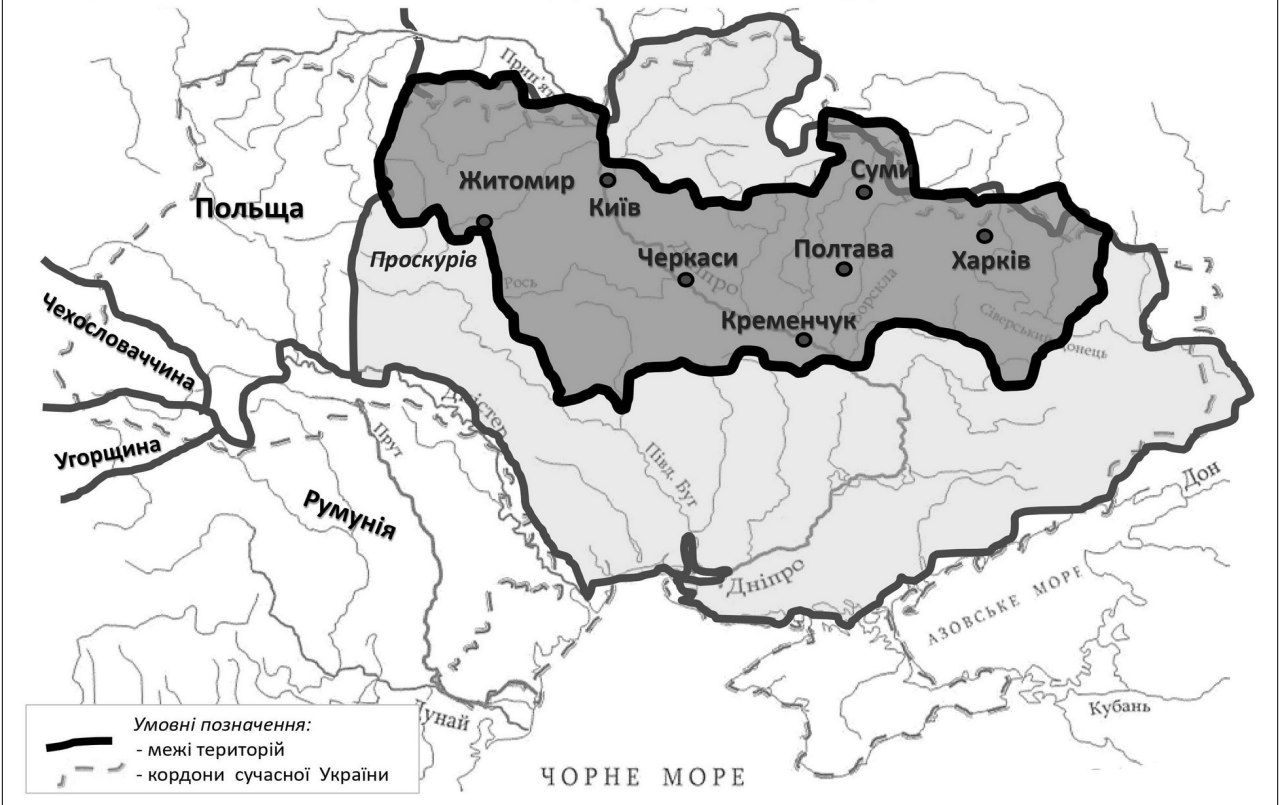 Прип'ять
Суми
Житомир
Київ
Польща
Проскурів
Черкаси
Полтава
Харків
Рось
Дніпро
Ворскла
Кременчук
Сіверський Донець
Чехословаччина
Угорщина
Дністер
Прут
Півд. Буг
Румунія
Дон
Дніпро
АЗОВСЬКЕ МОРЕ
Кубань
Дунай
ЧОРНЕ МОРЕ
Умовні позначення:
- межі територій
- кордони сучасної України